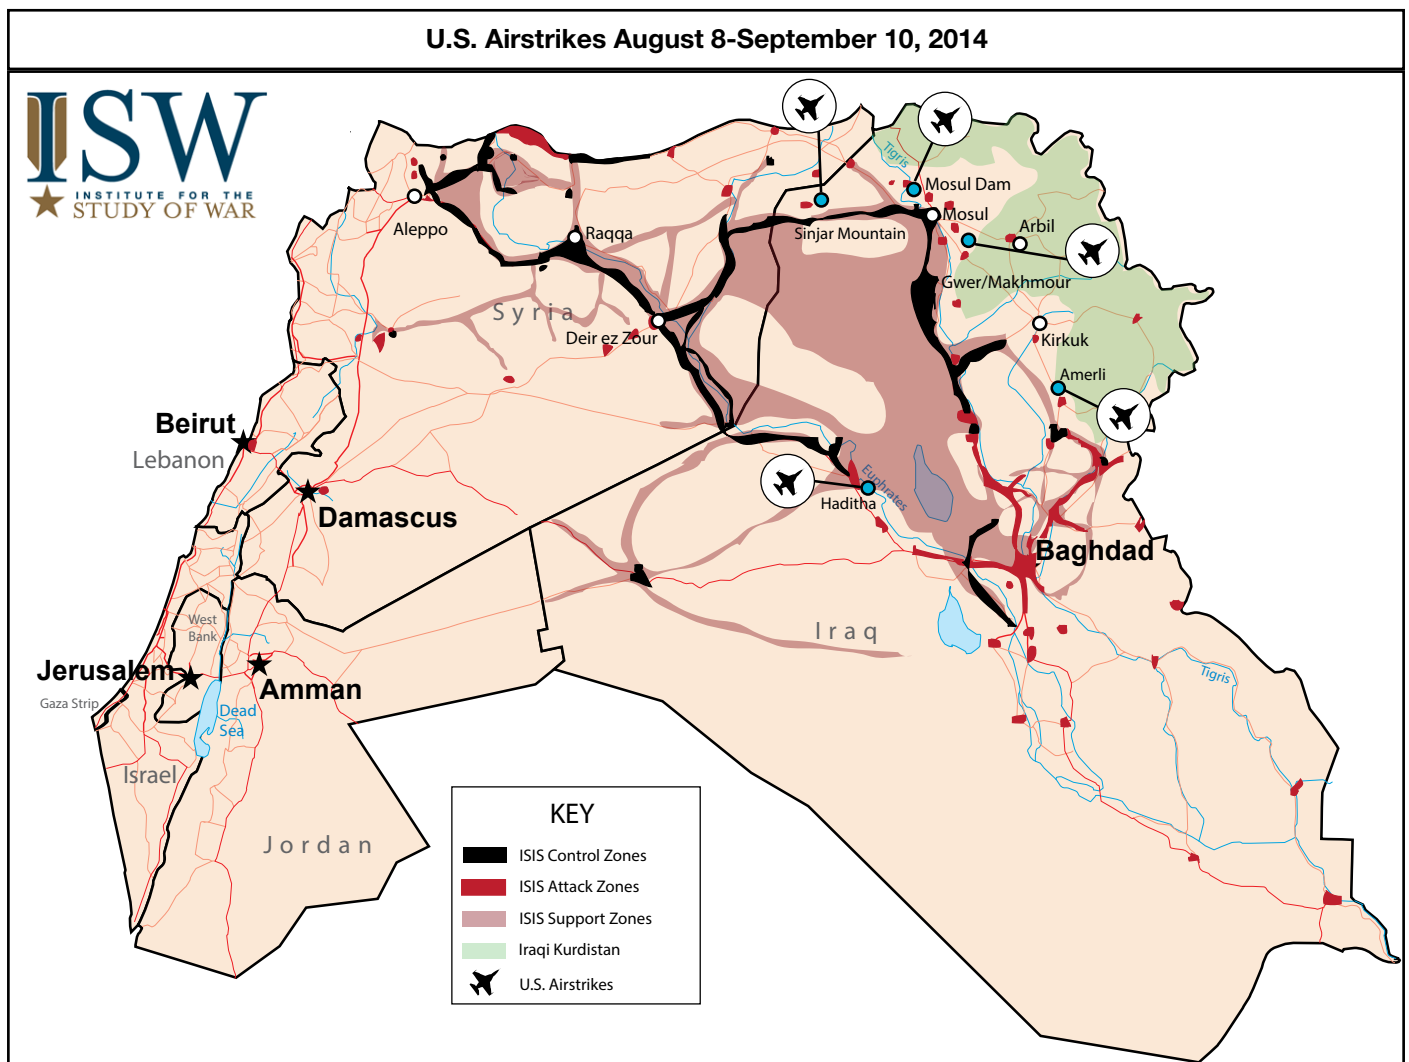 U.S. Airstrikes August 8-September 10, 2014
ISW
INSTITUTE FOR THE
STUDY OF WAR
Tigris
Mosul Dam
Mosul
Aleppo
Raqqa
Sinjar Mountain
Arbil
Gwer/Makhmour
Syria
Deir ez Zour
Kirkuk
Amerli
Beirut
Lebanon
Euphrates
Haditha
Damascus
Baghdad
West
Bank
Iraq
Jerusalem
Amman
Tigris
Gaza Strip
Dead
Sea
Israel
Jordan
KEY
ISIS Control Zones
ISIS Attack Zones
ISIS Support Zones
Iraqi Kurdistan
U.S. Airstrikes